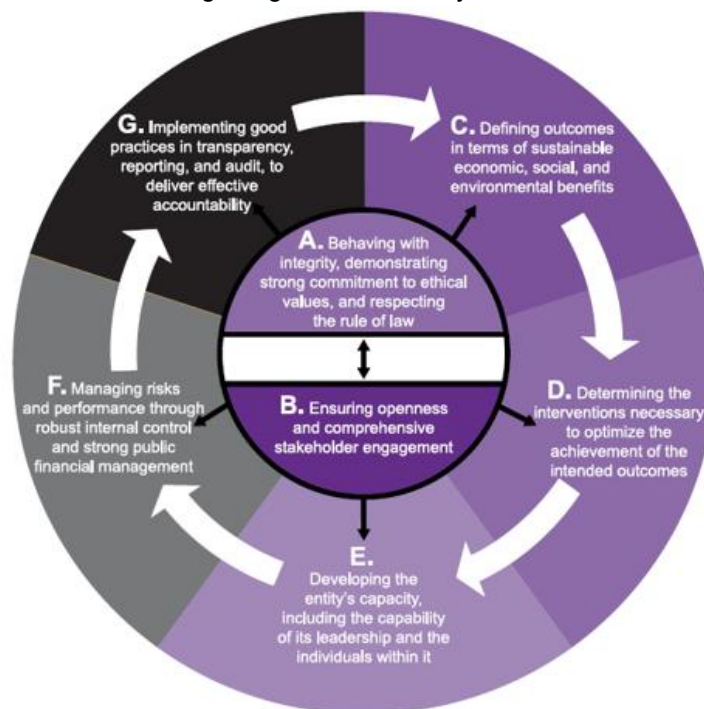 G. Implementing good
practices in transparency,
reporting, and audit, to
deliver effective
accountability
C. Defining outcomes
in terms of sustainable
economic, social, and
environmental benefits
A. Behaving with
integrity, demonstrating
strong commitment to ethical
values, and respecting
the rule of law
B. Ensuring openness
and comprehensive
stakeholder engagement
D. Determining the
interventions necessary
to optimize the
achievement of the
intended outcomes
E.
Developing the
entity's capacity,
including the capability
of its leadership and the
individuals within it
F. Managing risks
and performance through
robust internal control
and strong public
financial management